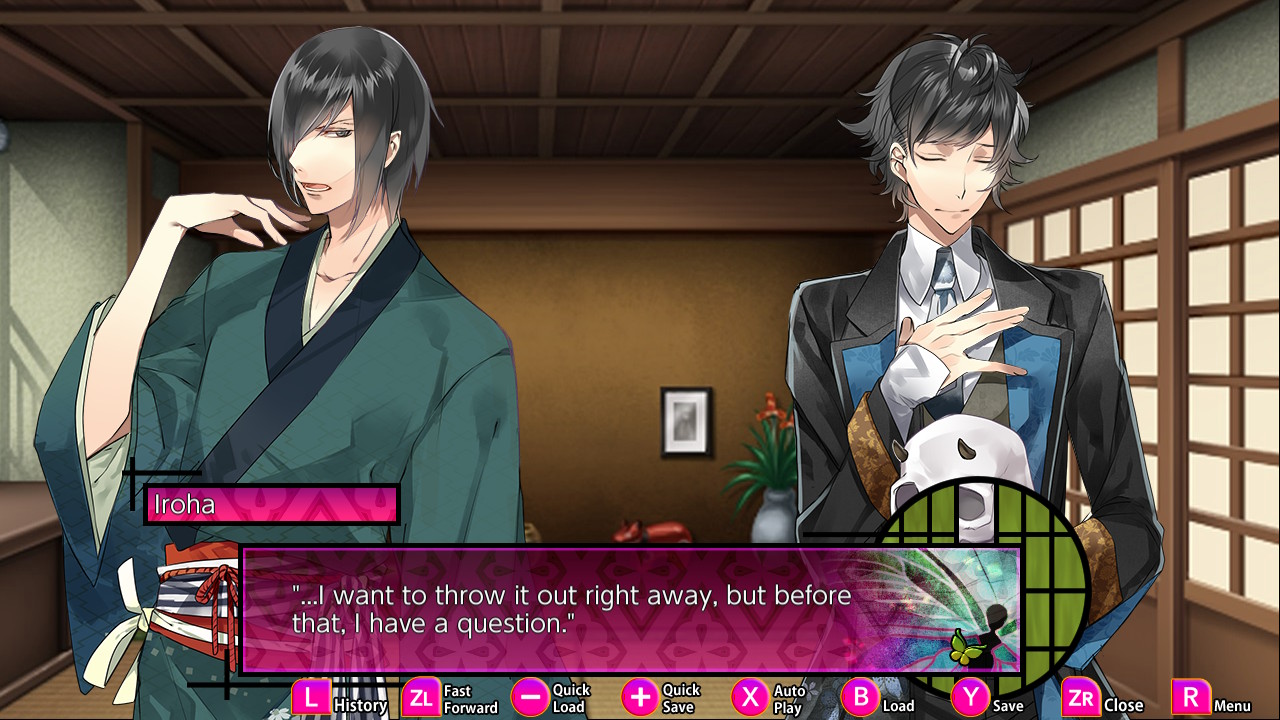 Iroha
"...I want to throw it out right away, but before
that, I have a question."
L History ZL Fast Forward − Quick Load + Quick Save X Auto Play B Load Y Save ZR Close R Menu